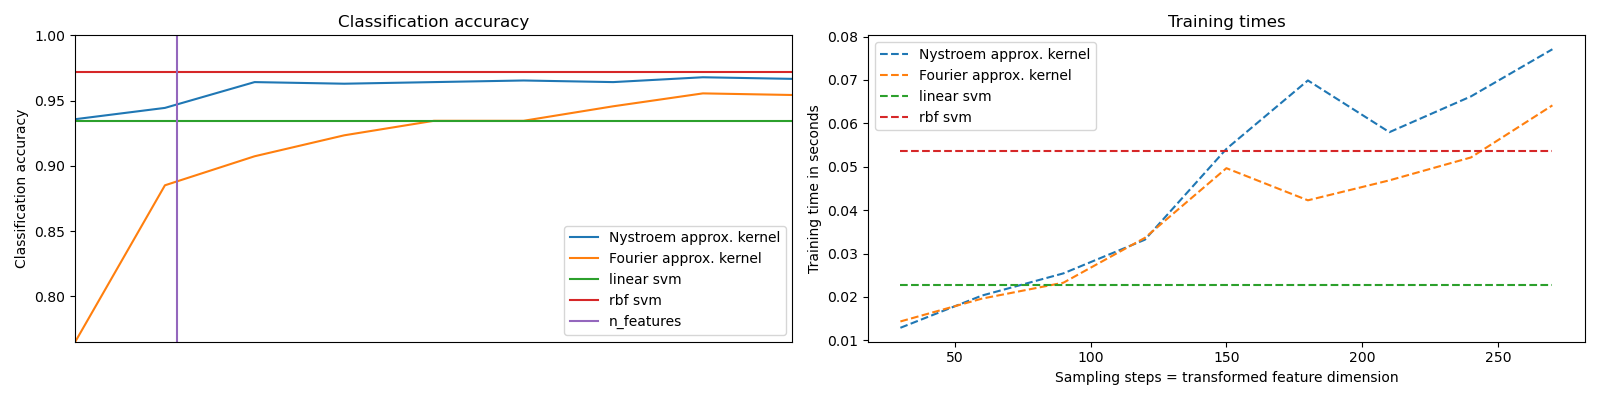 Classification accuracy
Classification accuracy
1.00
0.95
0.90
0.85
0.80
Nystroem approx. kernel
Fourier approx. kernel
linear svm
rbf svm
n_features
Training times
Training time in seconds
0.08
0.07
0.06
0.05
0.04
0.03
0.02
0.01
Nystroem approx. kernel
Fourier approx. kernel
linear svm
rbf svm
50 100 150 200 250
Sampling steps = transformed feature dimension